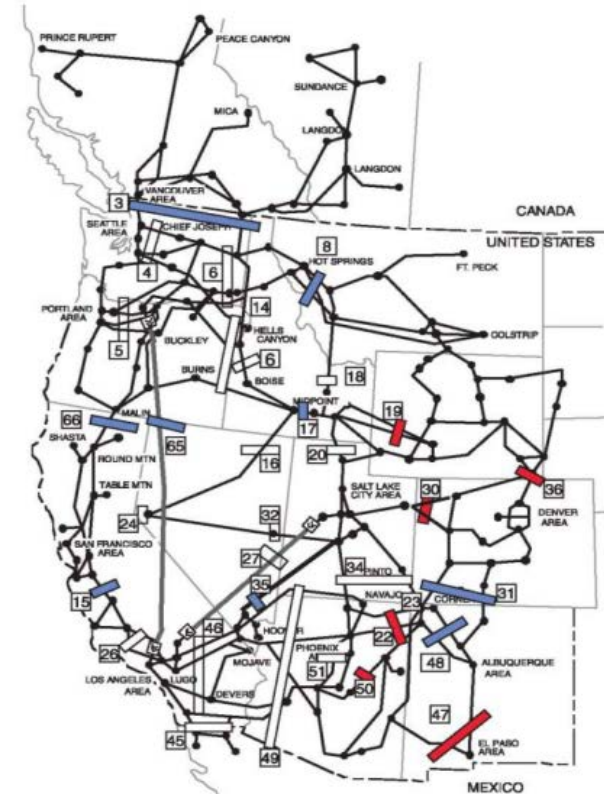 PRINCE RUPERT
PEACE CANYON
SUNDANCE
MICA
LANGDO
LANGDON
VANCOUVER
AREA
3
CANADA
SEATTLE
AREA
CHIEF JOSEPH
UNITED STATES
8
HOT SPRINGS
4
6
FT. PECK
PORTLAND
AREA
14
HELLS
CANYON
5
BUCKLEY
COLSTRIP
6
BURNS
BOISE
18
MIDPOINT
MALIN
66
65
17
19
SHASTA
ROUND MTN
16
20
TABLE MTN
SALT LAKE
CITY AREA
30
36
24
32
DENVER
AREA
SAN FRANCISCO
AREA
27
34
PINTO
15
35
NAVAJO
23
31
46
HOOVER
22
26
PHOENIX
48
MOJAVE
51
ALBUQUERQUE
AREA
LOS ANGELES
AREA
LUGO
50
DEVERS
47
45
49
EL PASO
AREA
MEXICO